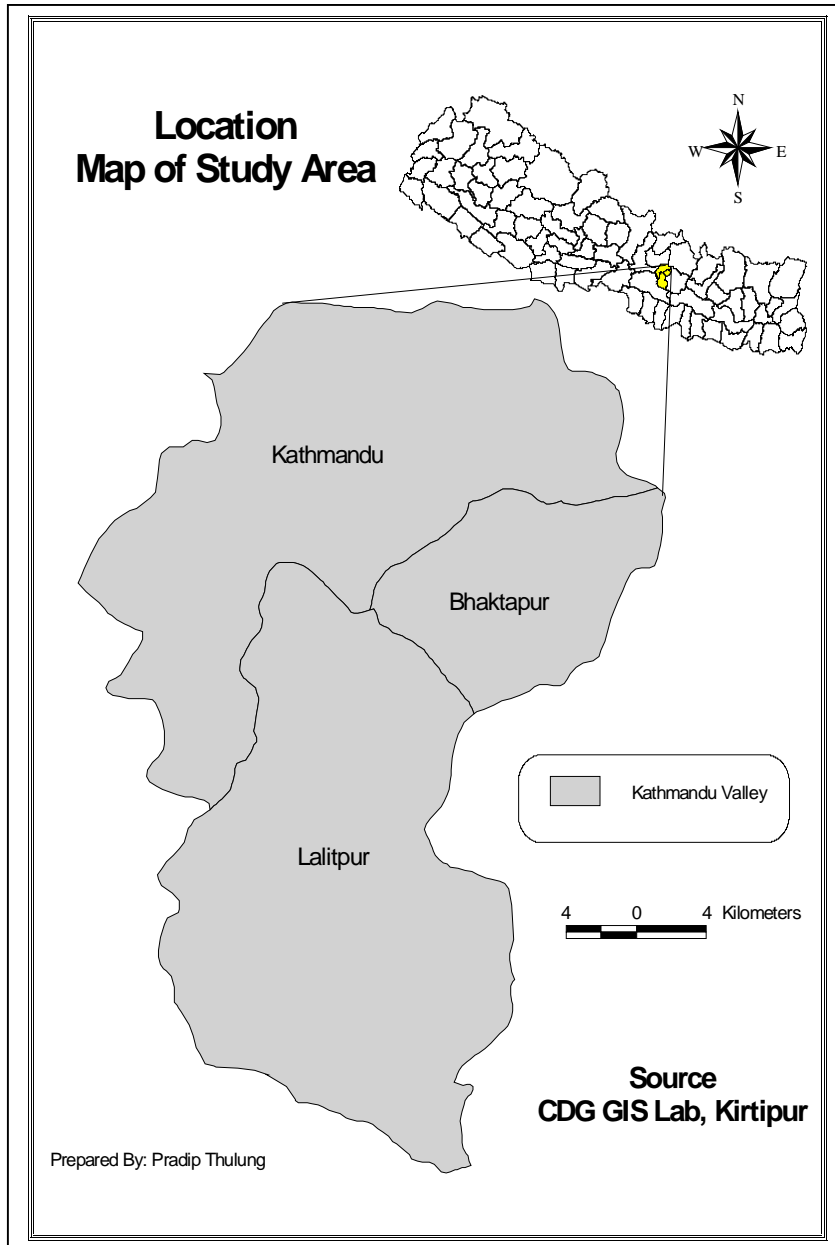 Location
Map of Study Area
N
W E
S
Kathmandu
Bhaktapur
Kathmandu Valley
Lalitpur
4 0 4 Kilometers
Source
CDG GIS Lab, Kirtipur
Prepared By: Pradip Thulung